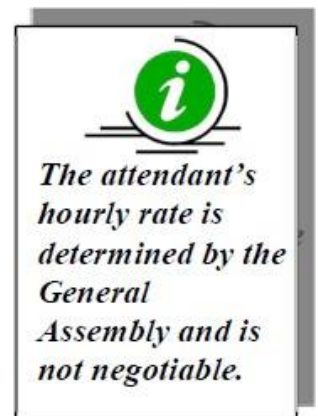 i
The attendant's
hourly rate is
determined by the
General
Assembly and is
not negotiable.